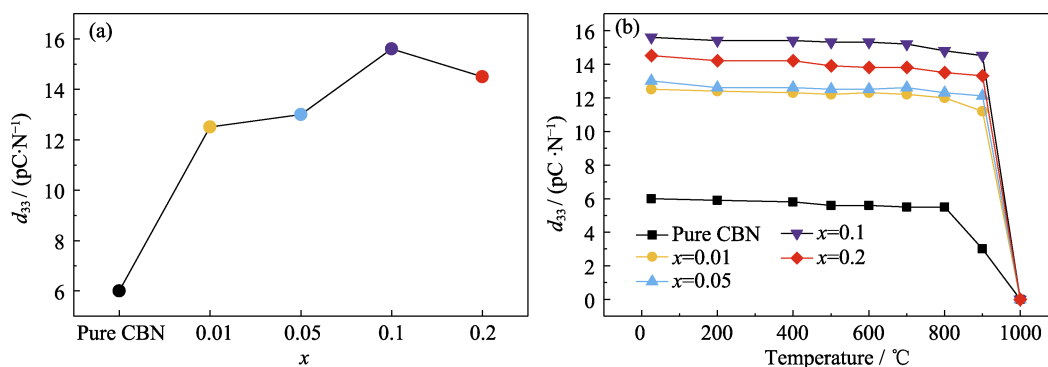 (a)
d33 / (pC·N−1)
16
14
12
10
8
6
Pure CBN 0.01 0.05 0.1 0.2
x
(b)
d33 / (pC·N−1)
16
14
12
10
8
6
4
2
0
Pure CBN
x=0.01
x=0.05
x=0.1
x=0.2
0 200 400 600 800 1000
Temperature / ℃